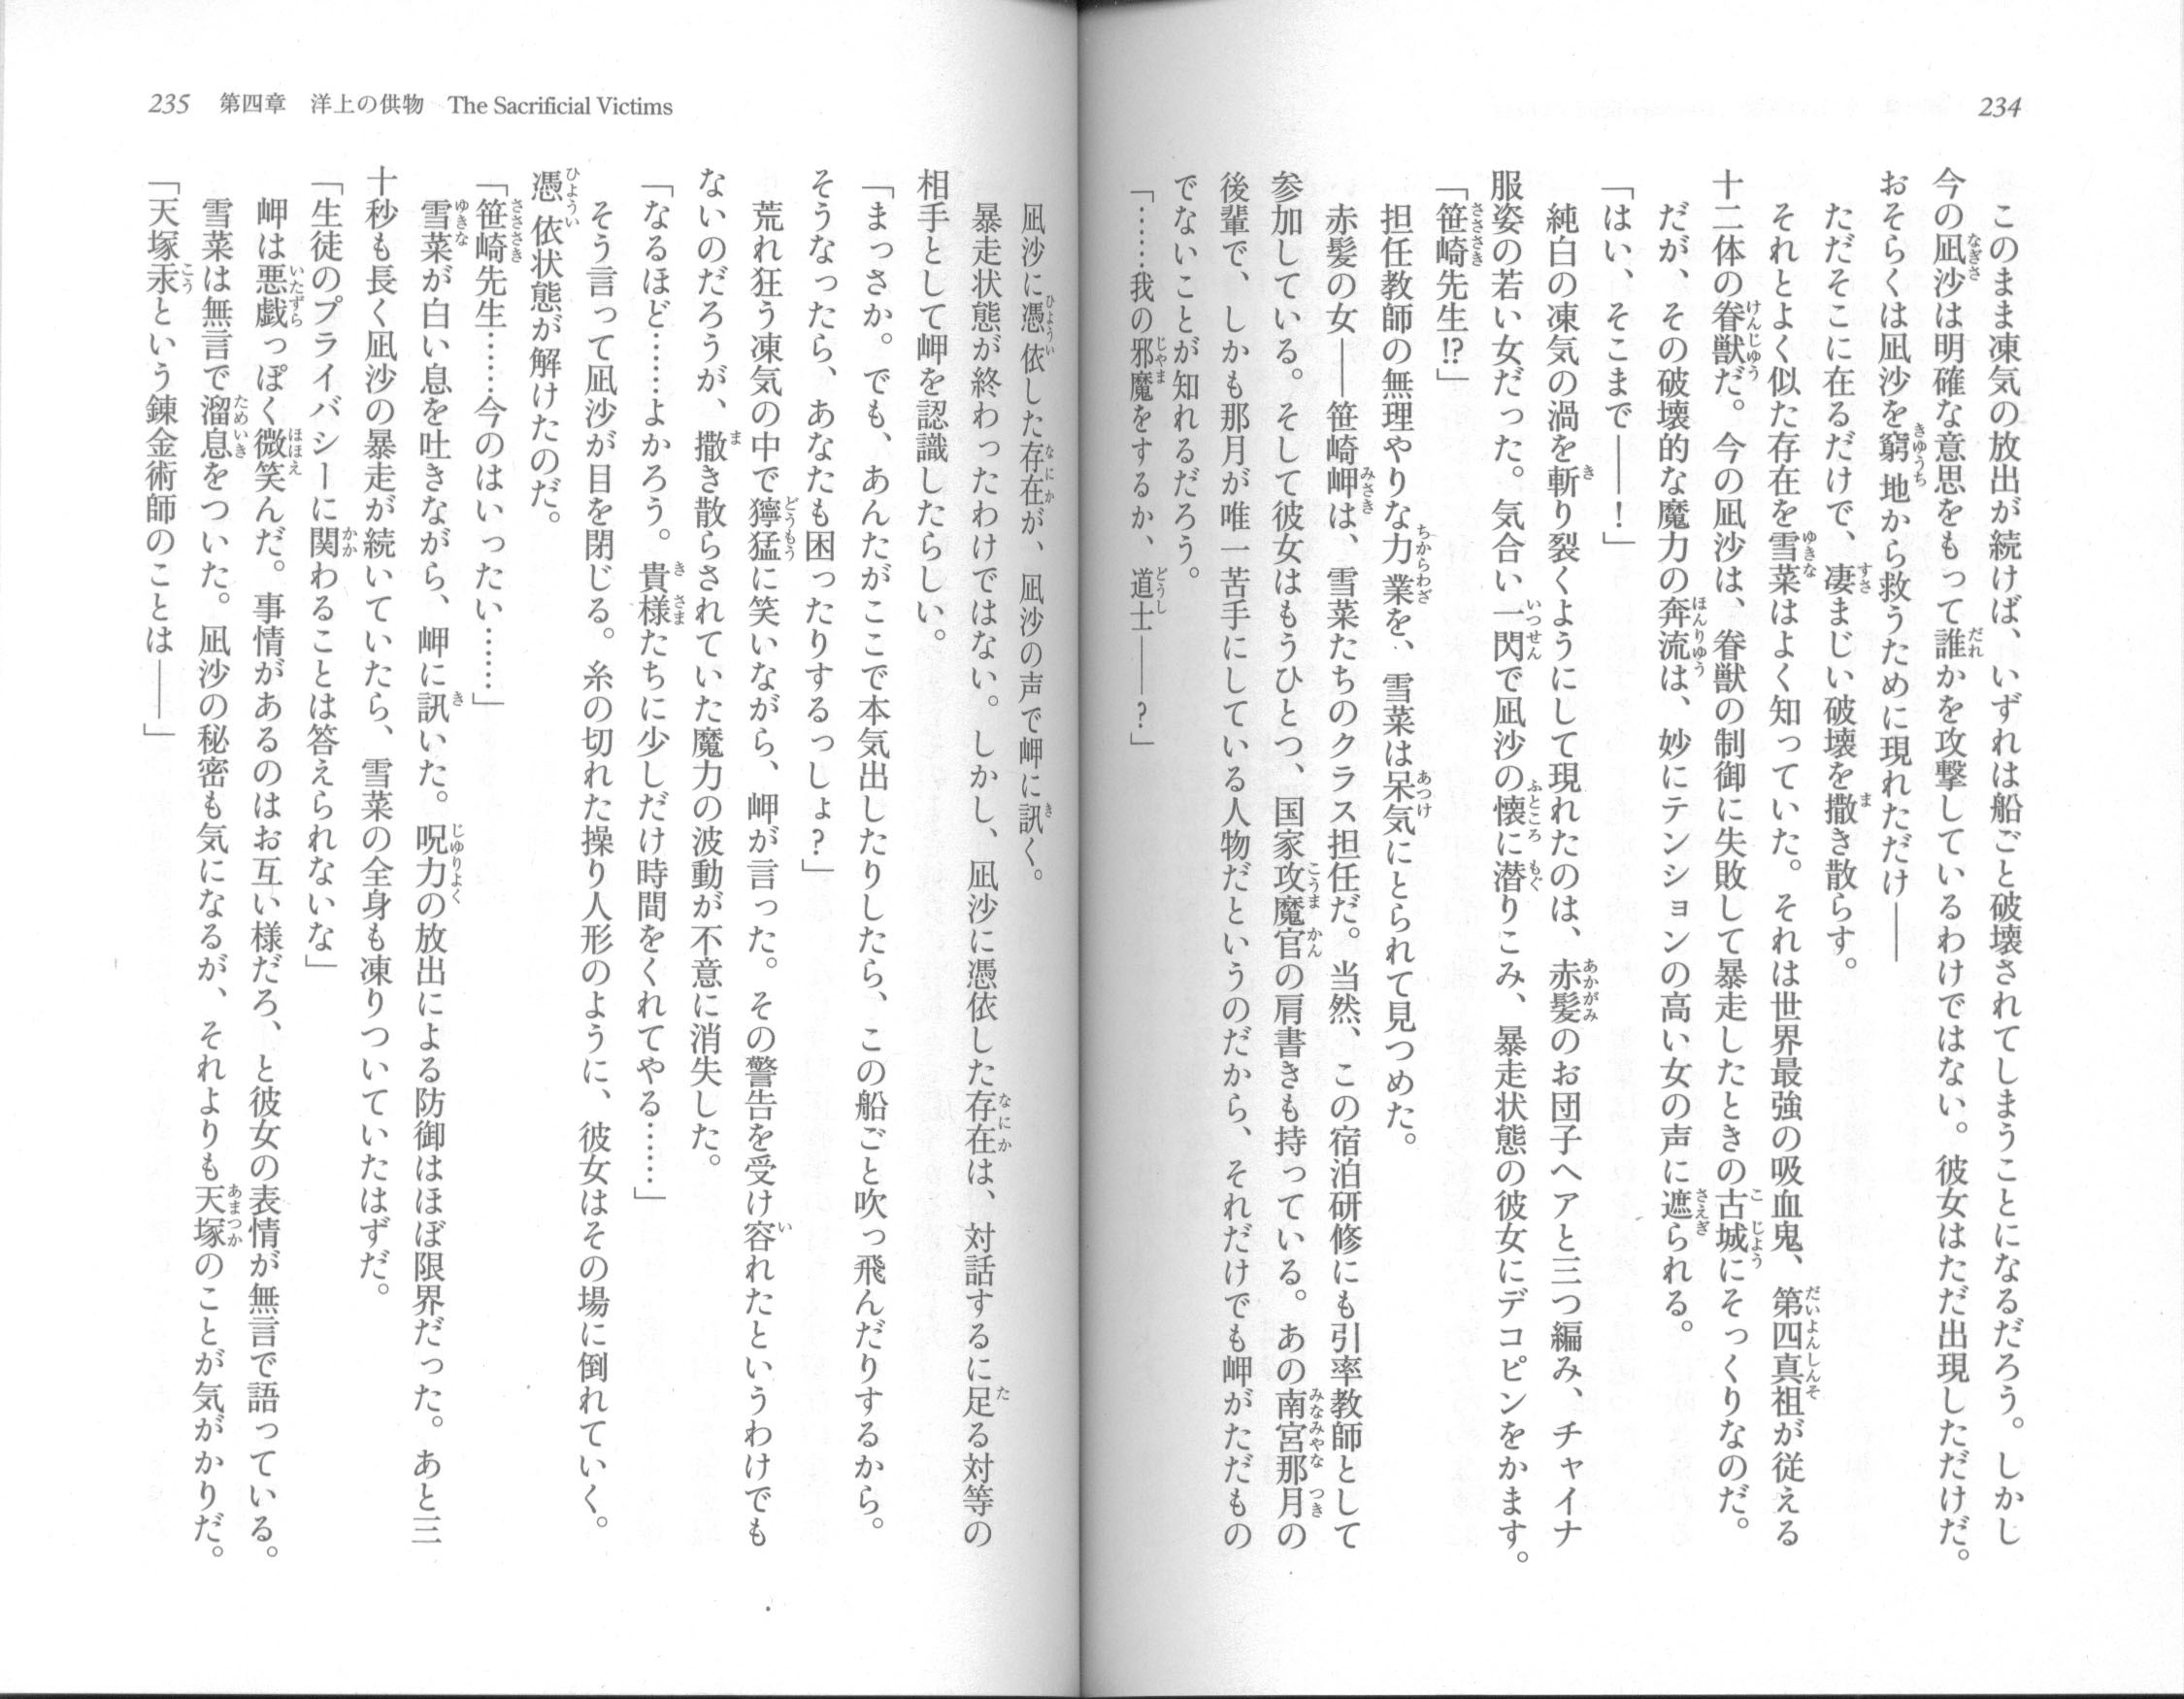 234
このまま凍気の放出が続けば、いずれは船ごと破壊されてしまうことになるだろう。しかし
今の凪沙は明確な意思をもって誰かを攻撃しているわけではない。彼女はただ出現しただけだ。
おそらくは凪沙を窮地から救うために現れただけ――
ただそこに在るだけで、凄まじい破壊を撒き散らす。
それとよく似た存在を雪菜はよく知っていた。それは世界最強の吸血鬼、第四真祖が従える
十二体の眷獣だ。今の凪沙は、眷獣の制御に失敗して暴走したときの古城にそっくりなのだ。
だが、その破壊的な魔力の奔流は、妙にテンションの高い女の声に遮られる。
「はい、そこまで――！」
純白の凍気の渦を斬り裂くようにして現れたのは、赤髪のお団子ヘアと三つ編み、チャイナ
服姿の若い女だった。気合い一閃で凪沙の懐に潜りこみ、暴走状態の彼女にデコピンをかます。
「笹崎先生!?」
担任教師の無理やりな力業を、雪菜は呆気にとられて見つめた。
赤髪の女――笹崎岬は、雪菜たちのクラス担任だ。当然、この宿泊研修にも引率教師として
参加している。そして彼女はもうひとつ、国家攻魔官の肩書きも持っている。あの南宮那月の
後輩で、しかも那月が唯一苦手にしている人物だというのだから、それだけでも岬がただもの
でないことが知れるだろう。
「……我の邪魔をするか、道士――？」
235 第四章 洋上の供物 The Sacrificial Victims
凪沙に憑依した存在が、凪沙の声で岬に訊く。
暴走状態が終わったわけではない。しかし、凪沙に憑依した存在は、対話するに足る対等の
相手として岬を認識したらしい。
「まっさか。でも、あんたがここで本気出したりしたら、この船ごと吹っ飛んだりするから。
そうなったら、あなたも困ったりするっしょ？」
荒れ狂う凍気の中で獰猛に笑いながら、岬が言った。その警告を受け容れたというわけでも
ないのだろうが、撒き散らされていた魔力の波動が不意に消失した。
「なるほど……よかろう。貴様たちに少しだけ時間をくれてやる……」
そう言って凪沙が目を閉じる。糸の切れた操り人形のように、彼女はその場に倒れていく。
憑依状態が解けたのだ。
「笹崎先生……今のはいったい……」
雪菜が白い息を吐きながら、岬に訊いた。呪力の放出による防御はほぼ限界だった。あと三
十秒も長く凪沙の暴走が続いていたら、雪菜の全身も凍りついていたはずだ。
「生徒のプライバシーに関わることは答えられないな」
岬は悪戯っぽく微笑んだ。事情があるのはお互い様だろ、と彼女の表情が無言で語っている。
雪菜は無言で溜息をついた。凪沙の秘密も気になるが、それよりも天塚のことが気がかりだ。
「天塚汞という錬金術師のことは――」